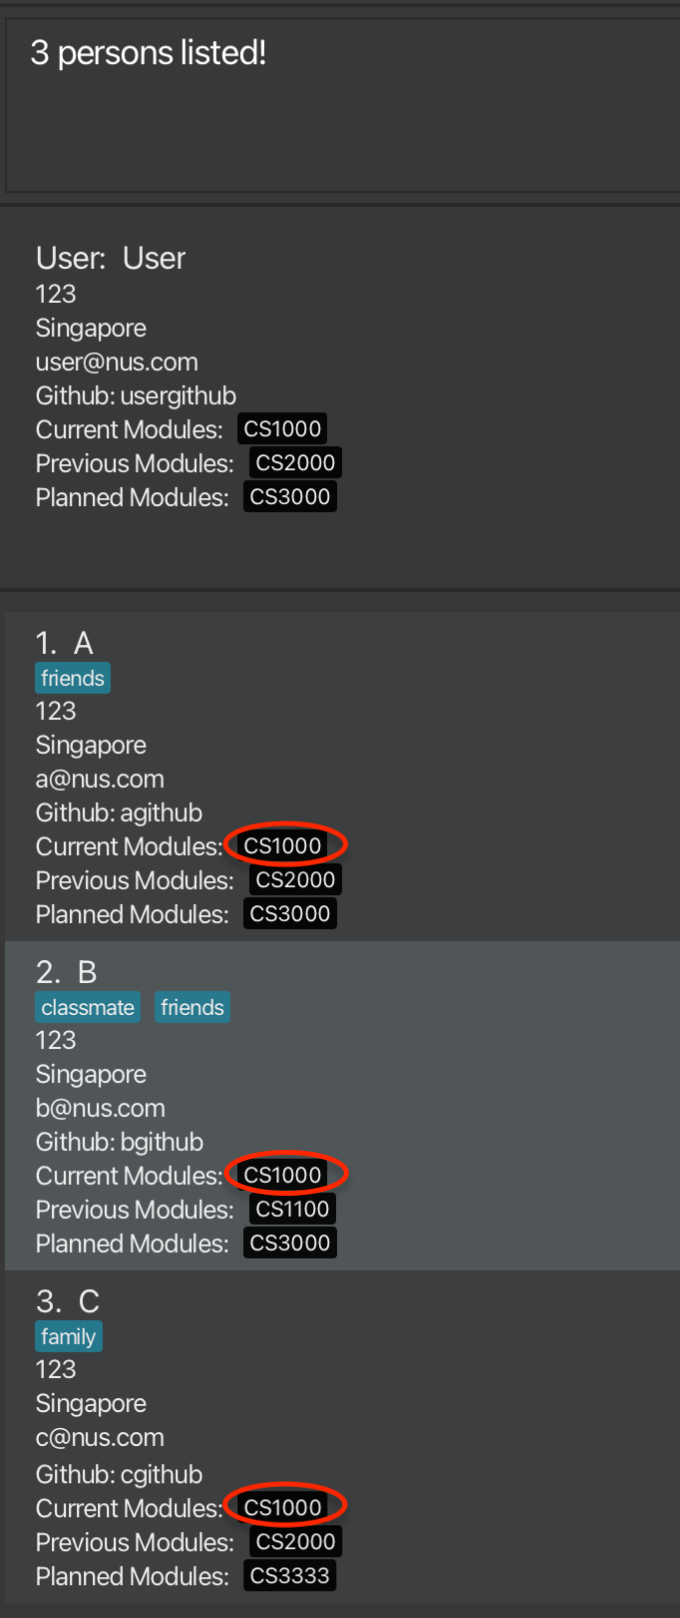 3 persons listed!
User: User
123
Singapore
user@nus.com
Github: usergithub
Current Modules: CS1000
Previous Modules: CS2000
Planned Modules: CS3000
1. A
friends
123
Singapore
a@nus.com
Github: agithub
Current Modules: CS1000
Previous Modules: CS2000
Planned Modules: CS3000
2. B
classmate friends
123
Singapore
b@nus.com
Github: bgithub
Current Modules: CS1000
Previous Modules: CS1100
Planned Modules: CS3000
3. C
family
123
Singapore
c@nus.com
Github: cgithub
Current Modules: CS1000
Previous Modules: CS2000
Planned Modules: CS3333